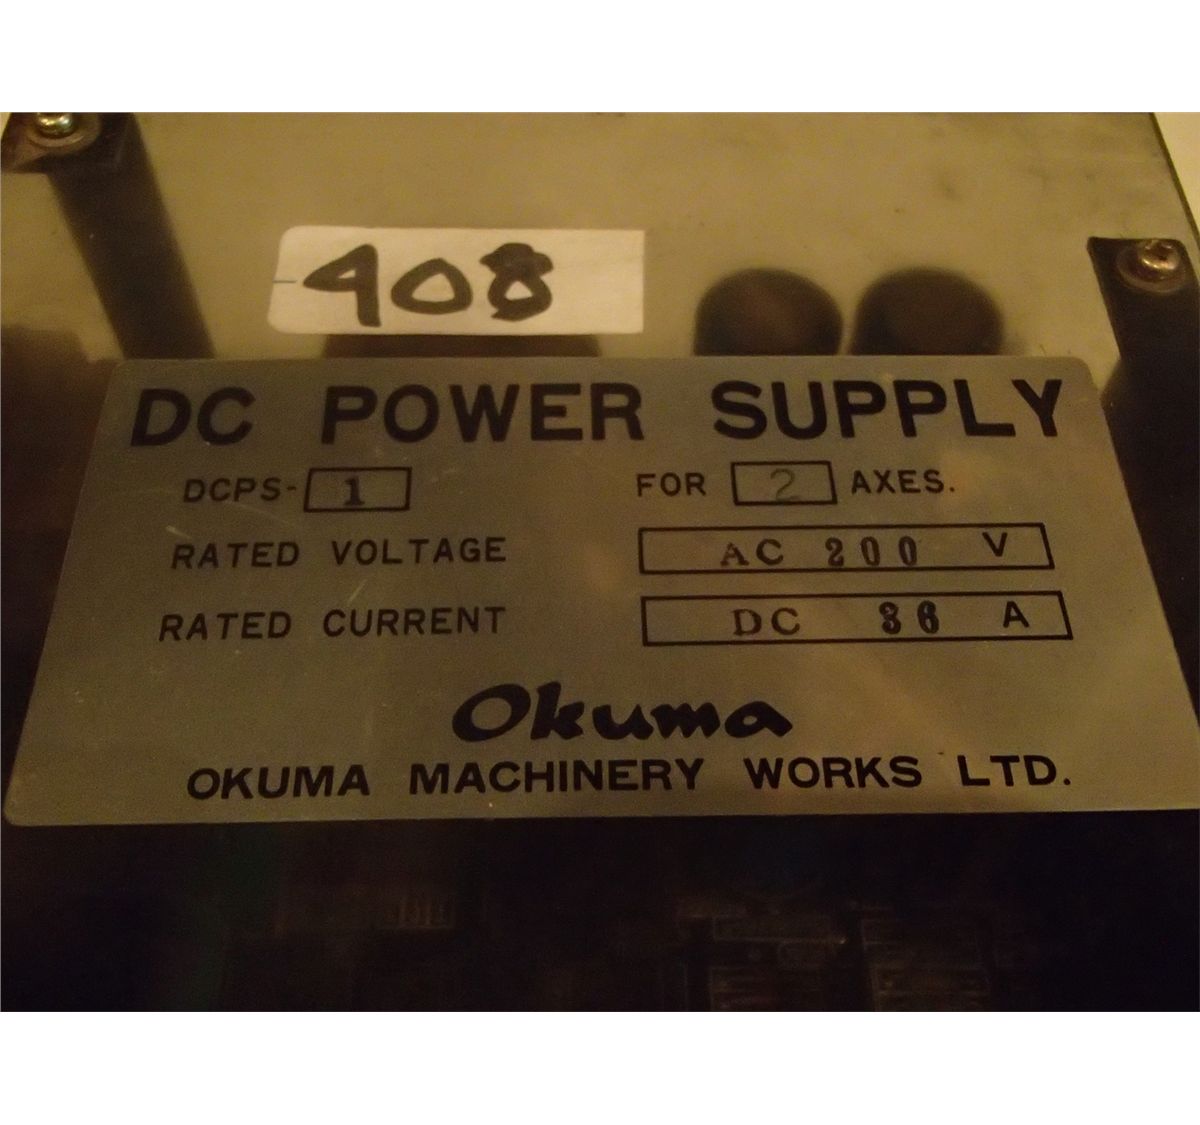 408
DC POWER SUPPLY
DCPS-1 FOR 2 AXES.
RATED VOLTAGE AC 200 V
RATED CURRENT DC 36 A
Okuma
OKUMA MACHINERY WORKS LTD.